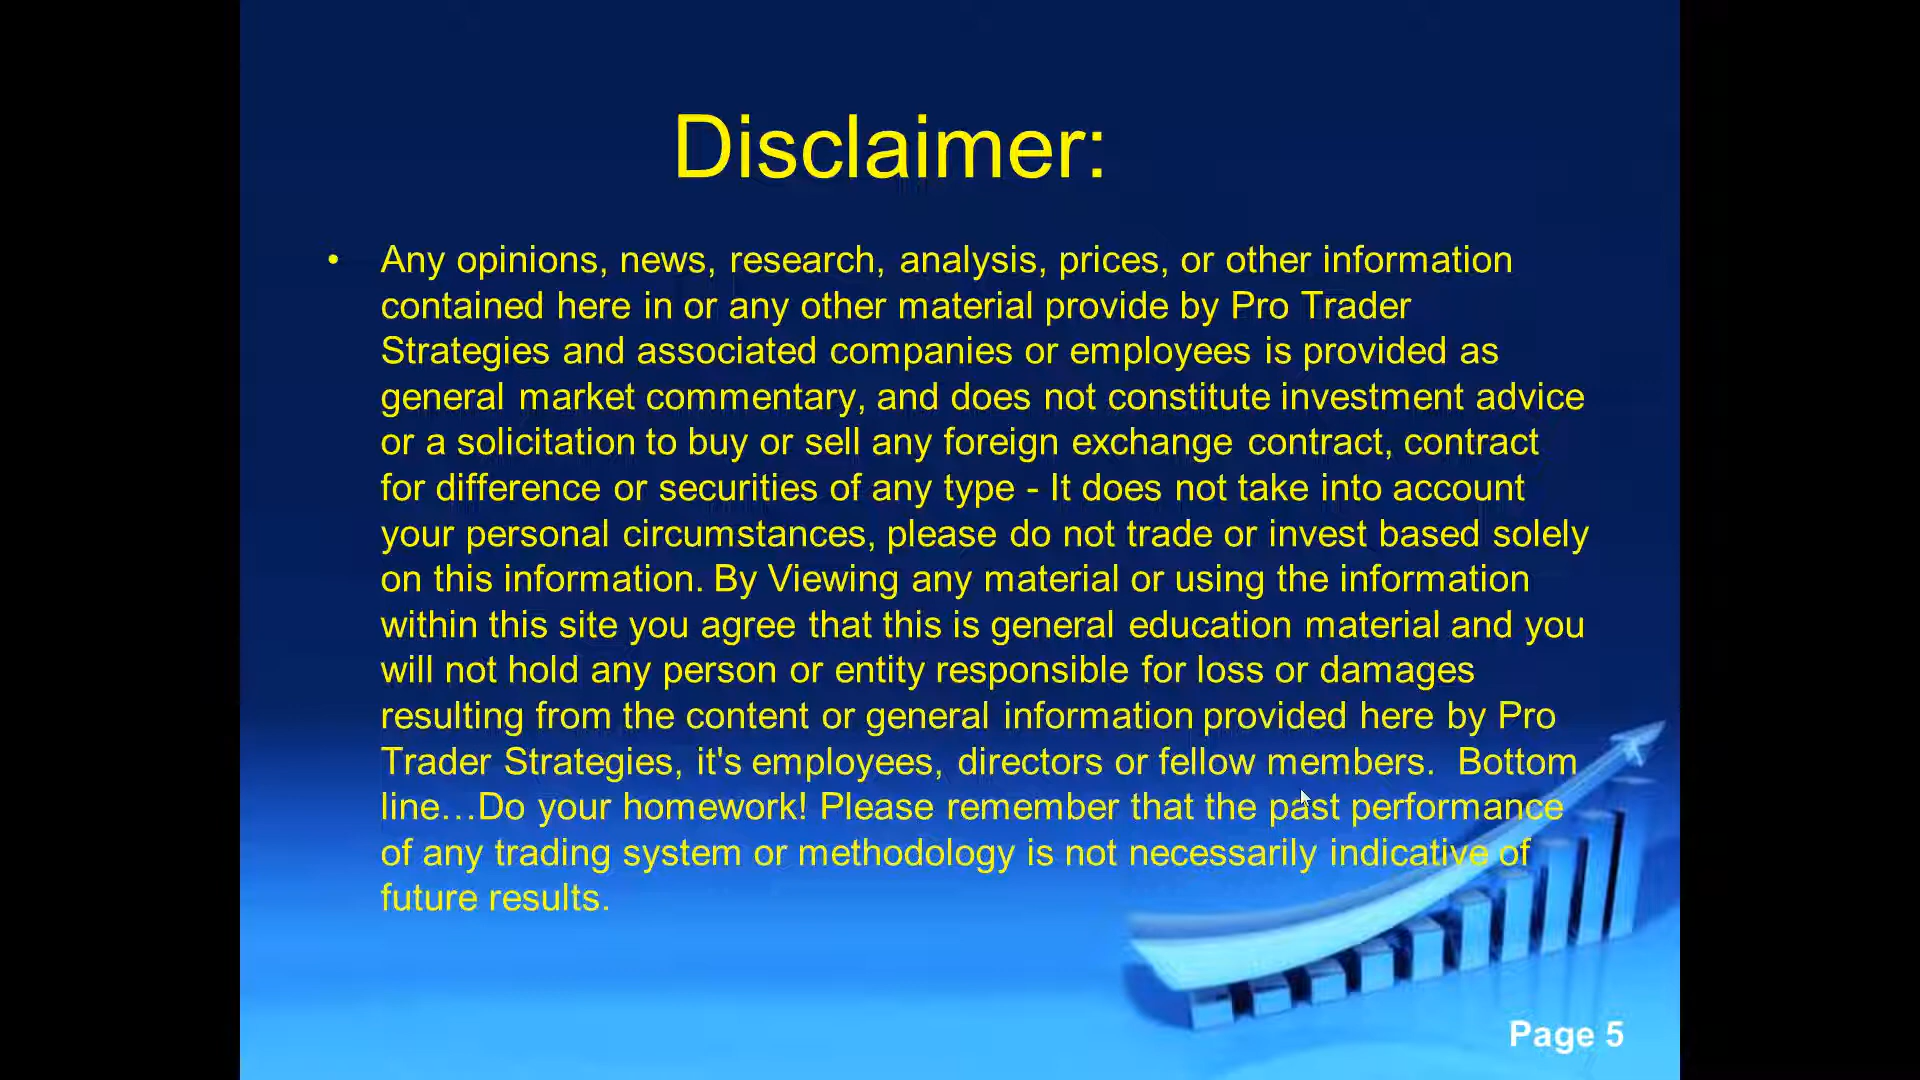 Disclaimer:
• Any opinions, news, research, analysis, prices, or other information
contained here in or any other material provide by Pro Trader
Strategies and associated companies or employees is provided as
general market commentary, and does not constitute investment advice
or a solicitation to buy or sell any foreign exchange contract, contract
for difference or securities of any type - It does not take into account
your personal circumstances, please do not trade or invest based solely
on this information. By Viewing any material or using the information
within this site you agree that this is general education material and you
will not hold any person or entity responsible for loss or damages
resulting from the content or general information provided here by Pro
Trader Strategies, it's employees, directors or fellow members.  Bottom
line…Do your homework! Please remember that the past performance
of any trading system or methodology is not necessarily indicative of
future results.
Page 5